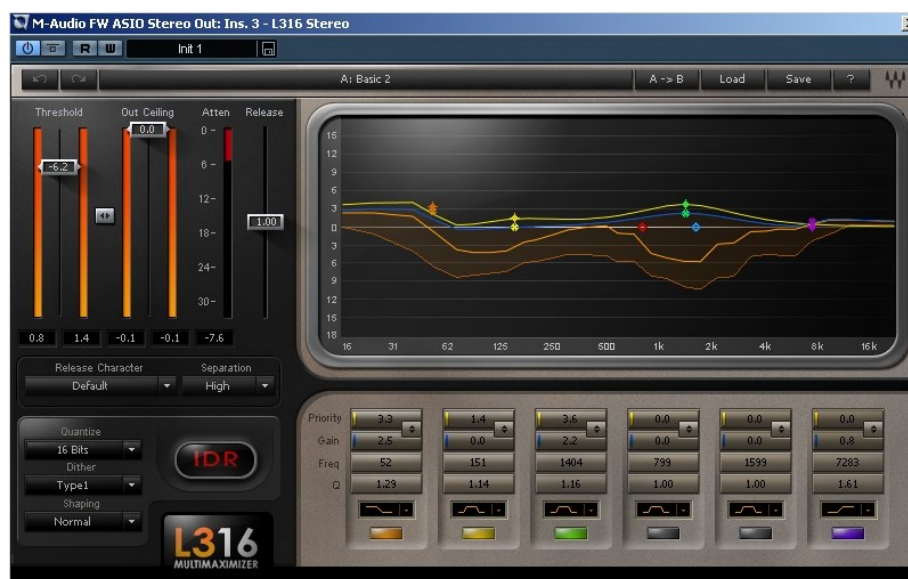 M-Audio FW ASIO Stereo Out: Ins. 3 - L316 Stereo
R W Init 1
A: Basic 2 A -> B Load Save ?
Threshold Out Ceiling Atten Release
-6.2 0.0 1.00
0
6
12
18
24
30
0.8 1.4 -0.1 -0.1 -7.6
Release Character Separation
Default High
Quantize
16 Bits
Dither
Type1
Shaping
Normal
IDR
L316
MULTIMAXIMIZER
15
12
9
6
3
0
3
6
9
12
15
18
16 31 62 125 250 500 1k 2k 4k 8k 16k
Priority 3.3 1.4 3.6 0.0 0.0 0.0
Gain 2.5 0.0 2.2 0.0 0.0 0.8
Freq 52 151 1404 799 1599 7283
Q 1.29 1.14 1.16 1.00 1.00 1.61